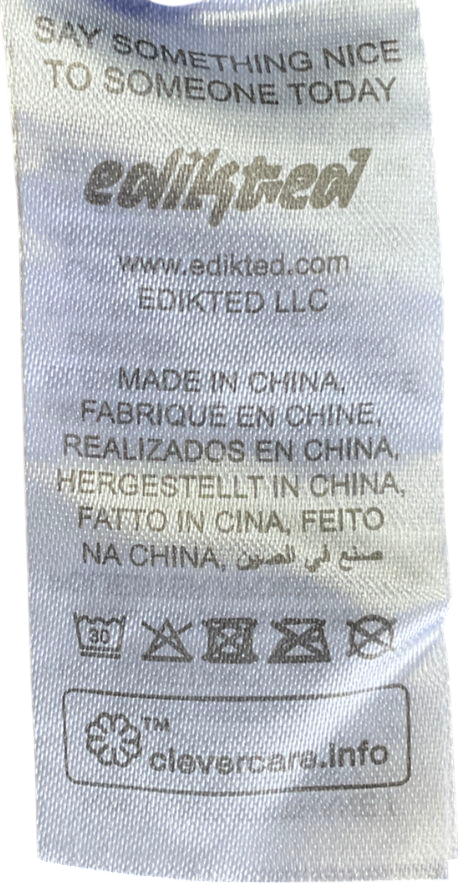 SAY SOMETHING NICE
TO SOMEONE TODAY
edikted
www.edikted.com
EDIKTED LLC
MADE IN CHINA,
FABRIQUE EN CHINE,
REALIZADOS EN CHINA,
HERGESTELLT IN CHINA,
FATTO IN CINA, FEITO
NA CHINA, صنع في الصين
30
TM
clevercare.info